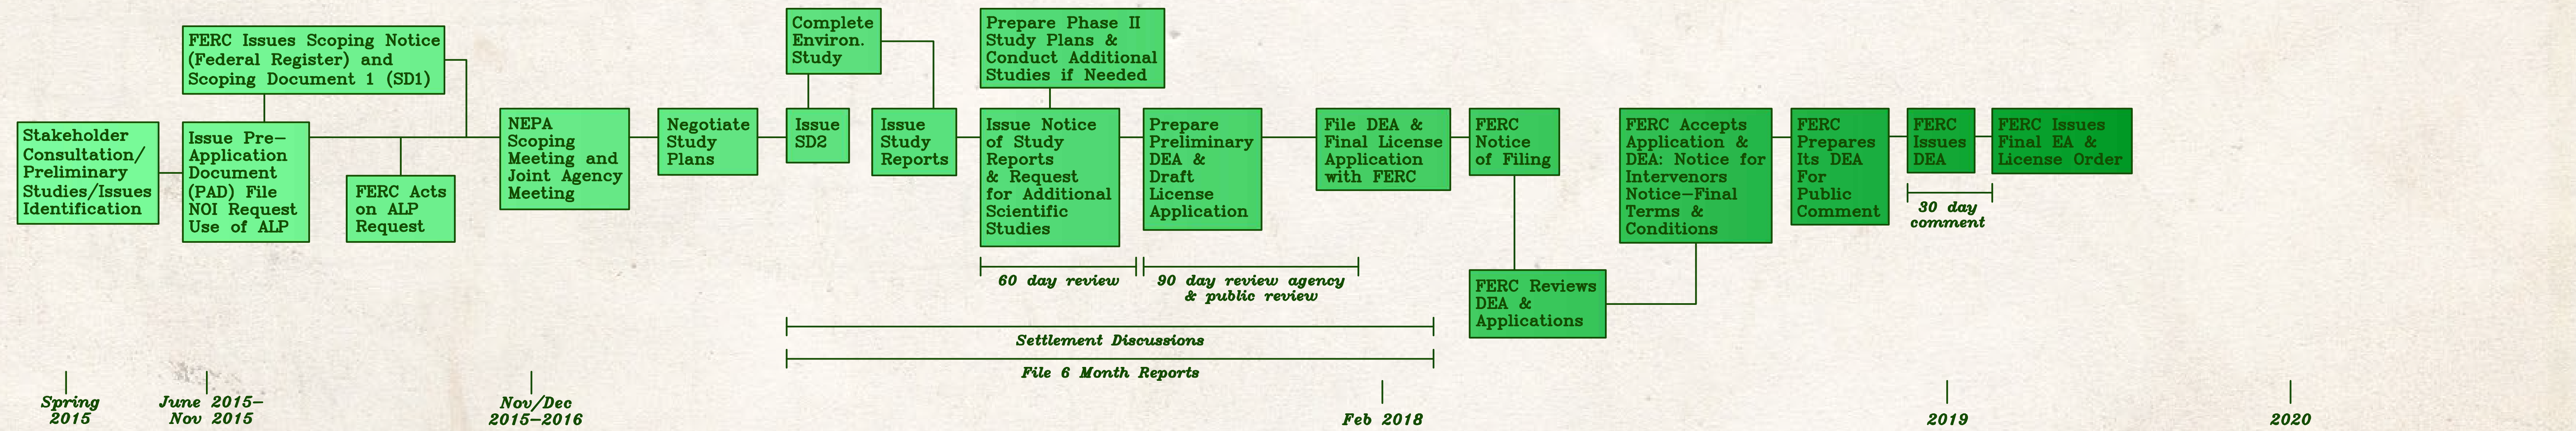 Stakeholder
Consultation/
Preliminary
Studies/Issues
Identification
FERC Issues Scoping Notice
(Federal Register) and
Scoping Document 1 (SD1)
Issue Pre-
Application
Document
(PAD) File
NOI Request
Use of ALP
FERC Acts
on ALP
Request
NEPA
Scoping
Meeting and
Joint Agency
Meeting
Negotiate
Study
Plans
Complete
Environ.
Study
Issue
SD2
Issue
Study
Reports
Prepare Phase II
Study Plans &
Conduct Additional
Studies if Needed
Issue Notice
of Study
Reports
& Request
for Additional
Scientific
Studies
Prepare
Preliminary
DEA &
Draft
License
Application
File DEA &
Final License
Application
with FERC
FERC
Notice
of Filing
FERC Reviews
DEA &
Applications
FERC Accepts
Application &
DEA: Notice for
Intervenors
Notice-Final
Terms &
Conditions
FERC
Prepares
Its DEA
For
Public
Comment
FERC
Issues
DEA
FERC Issues
Final EA &
License Order
30 day
comment
60 day review
90 day review agency
& public review
Settlement Discussions
File 6 Month Reports
Spring
2015
June 2015-
Nov 2015
Nov/Dec
2015-2016
Feb 2018
2019
2020